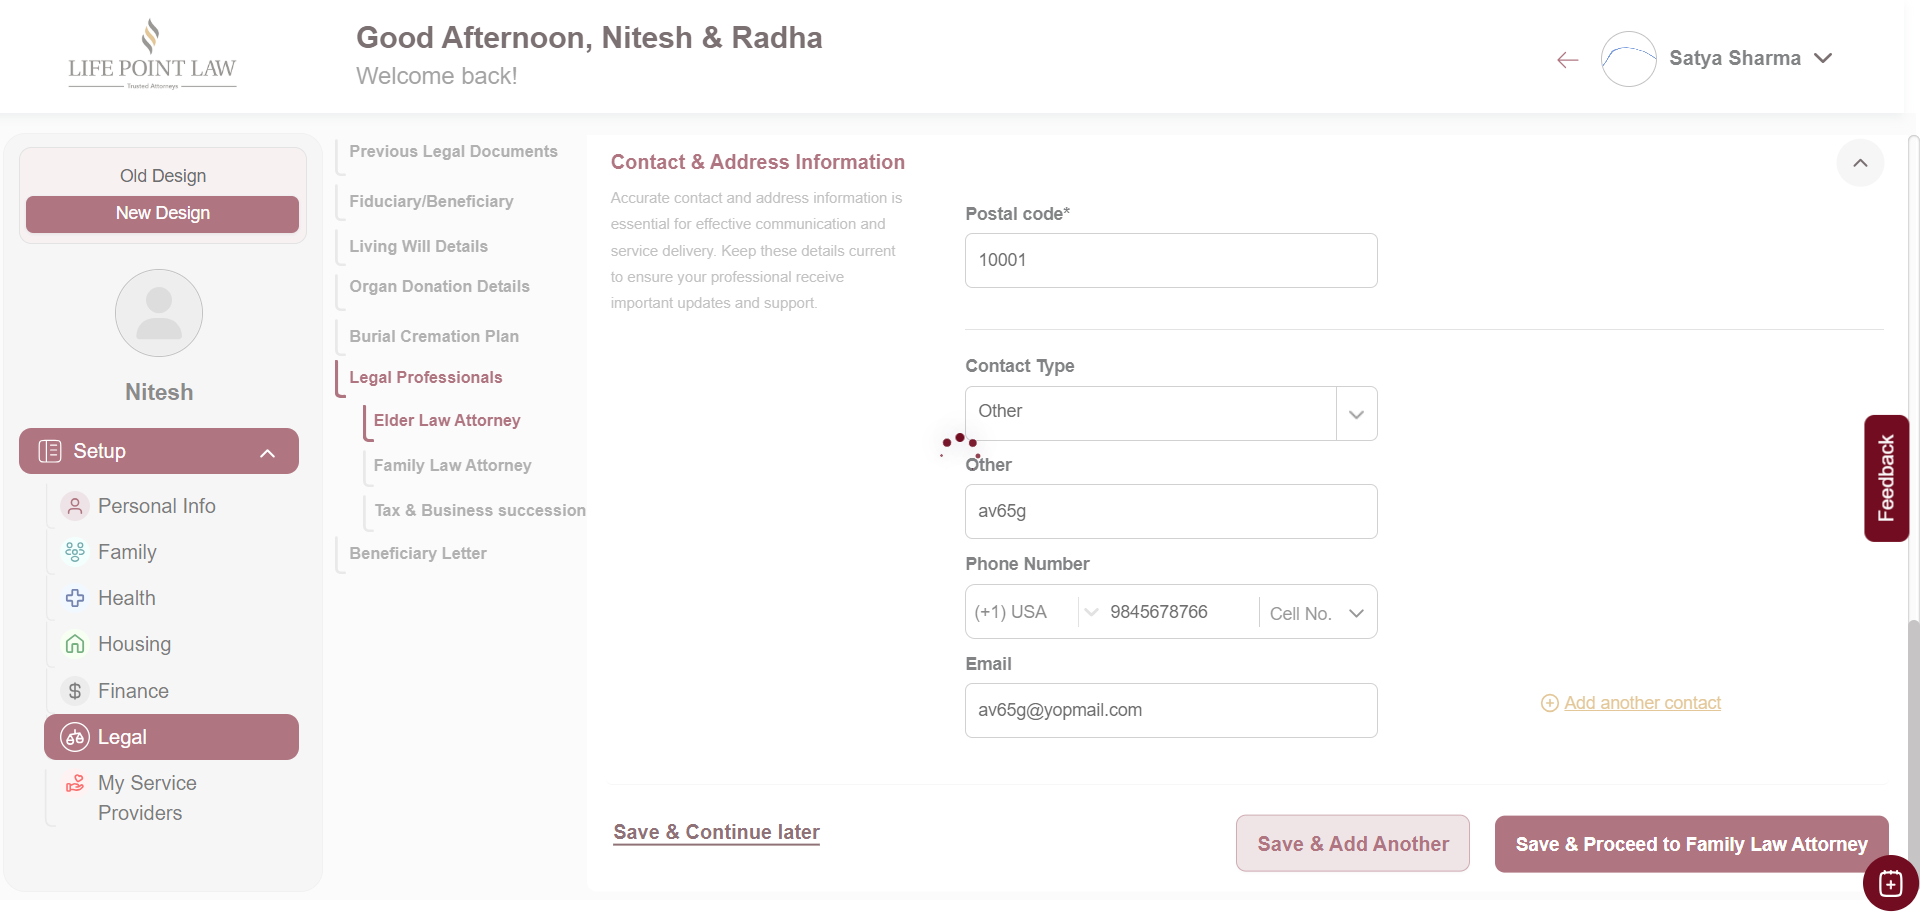 LIFE POINT LAW
Trusted Attorneys
Good Afternoon, Nitesh & Radha
Welcome back!
Satya Sharma
Old Design
New Design
Nitesh
Setup
Personal Info
Family
Health
Housing
Finance
Legal
My Service
Providers
Previous Legal Documents
Fiduciary/Beneficiary
Living Will Details
Organ Donation Details
Burial Cremation Plan
Legal Professionals
Elder Law Attorney
Family Law Attorney
Tax & Business succession
Beneficiary Letter
Contact & Address Information
Accurate contact and address information is
essential for effective communication and
service delivery. Keep these details current
to ensure your professional receive
important updates and support.
Postal code*
10001
Contact Type
Other
Other
av65g
Phone Number
(+1) USA 9845678766 Cell No.
Email
av65g@yopmail.com
Add another contact
Save & Continue later
Save & Add Another
Save & Proceed to Family Law Attorney
Feedback